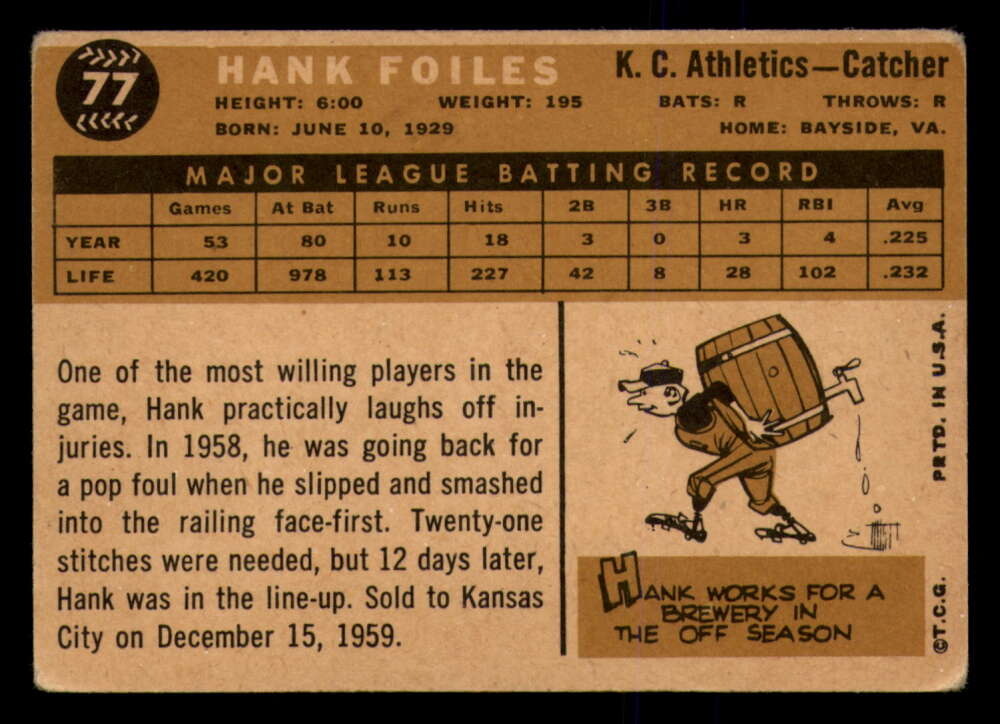 77
HANK FOILES
K. C. Athletics—Catcher
HEIGHT: 6:00 WEIGHT: 195 BATS: R THROWS: R
BORN: JUNE 10, 1929 HOME: BAYSIDE, VA.
MAJOR LEAGUE BATTING RECORD
Games At Bat Runs Hits 2B 3B HR RBI Avg
YEAR 53 80 10 18 3 0 3 4 .225
LIFE 420 978 113 227 42 8 28 102 .232
One of the most willing players in the
game, Hank practically laughs off in-
juries. In 1958, he was going back for
a pop foul when he slipped and smashed
into the railing face-first. Twenty-one
stitches were needed, but 12 days later,
Hank was in the line-up. Sold to Kansas
City on December 15, 1959.
HANK WORKS FOR A
BREWERY IN
THE OFF SEASON
PRTD. IN U.S.A.
©T.C.G.